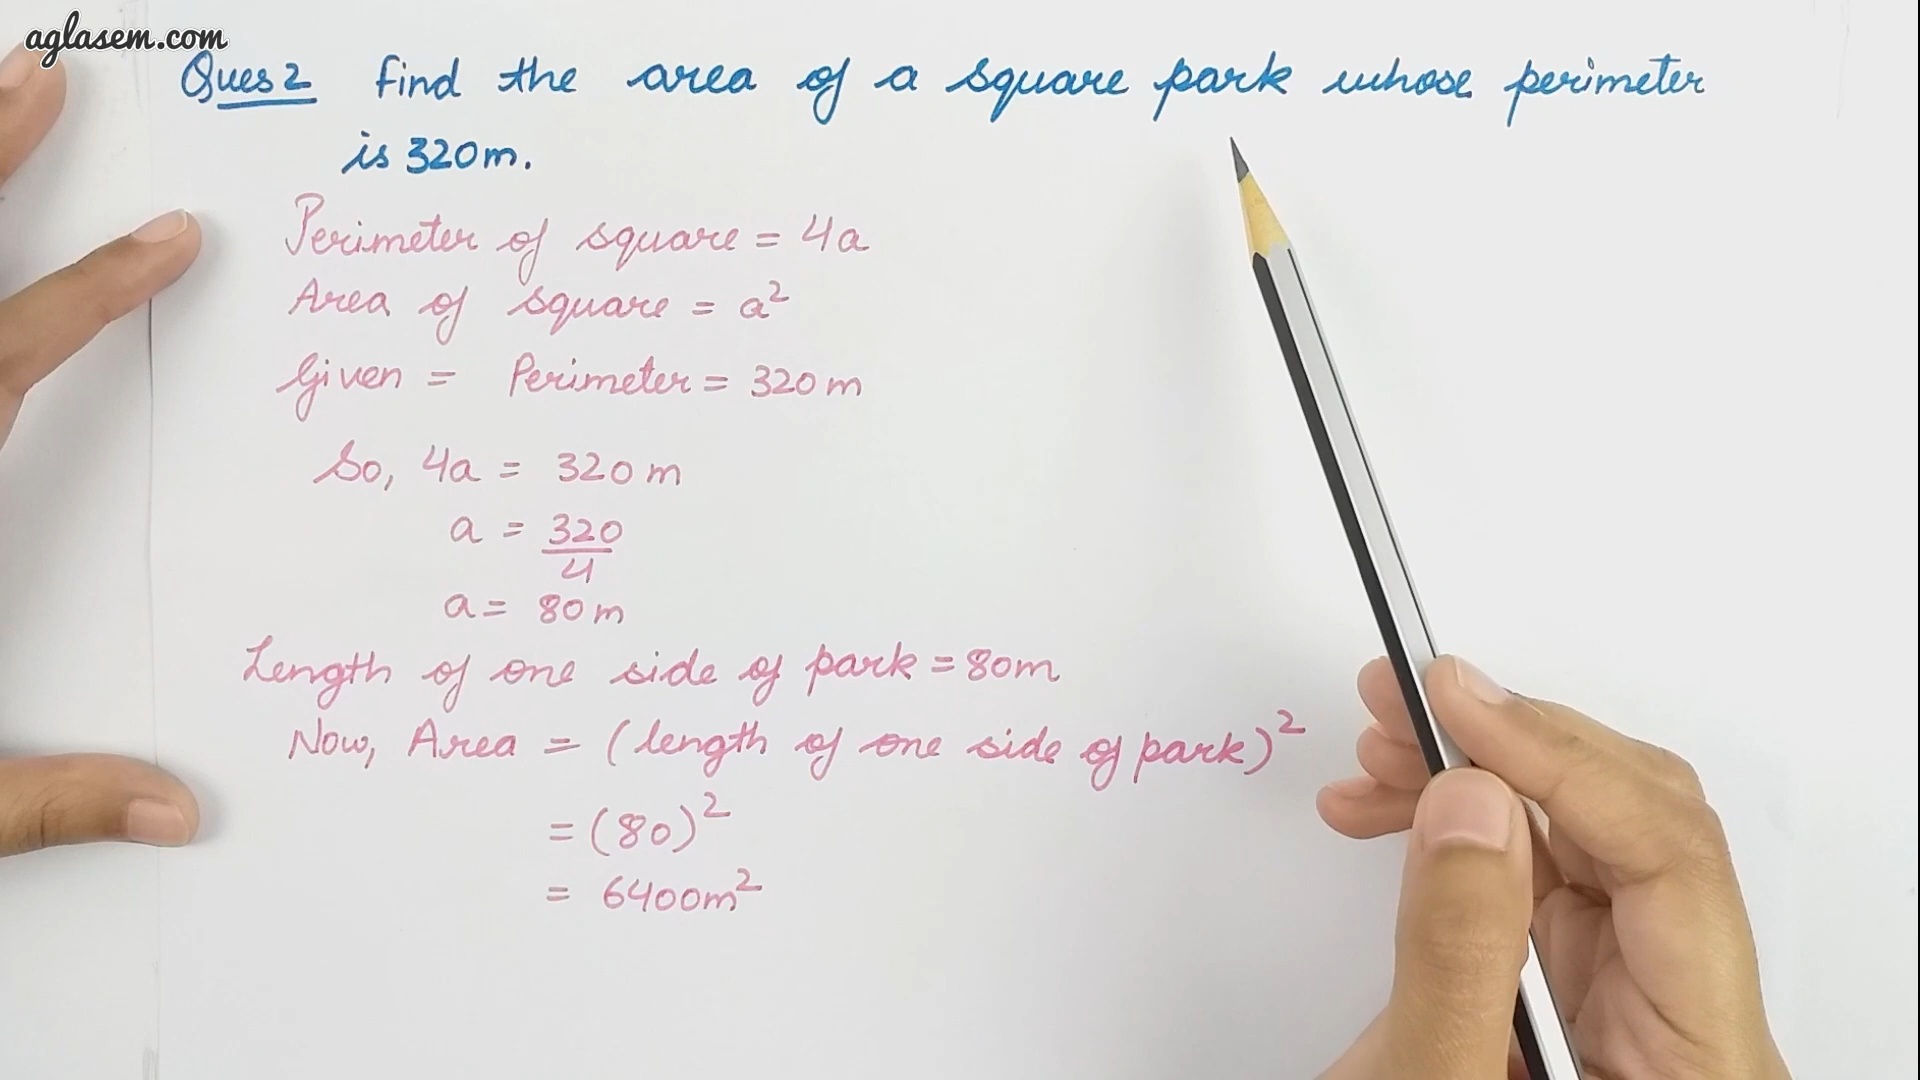 aglasem.com
Ques 2 Find the area of a square park whose perimeter
is 320m.
Perimeter of square = 4a
Area of square = a²
Given = Perimeter = 320 m
So, 4a = 320 m
a = 320
4
a = 80 m
Length of one side of park = 80m
Now, Area = (length of one side of park)²
= (80)²
= 6400m²